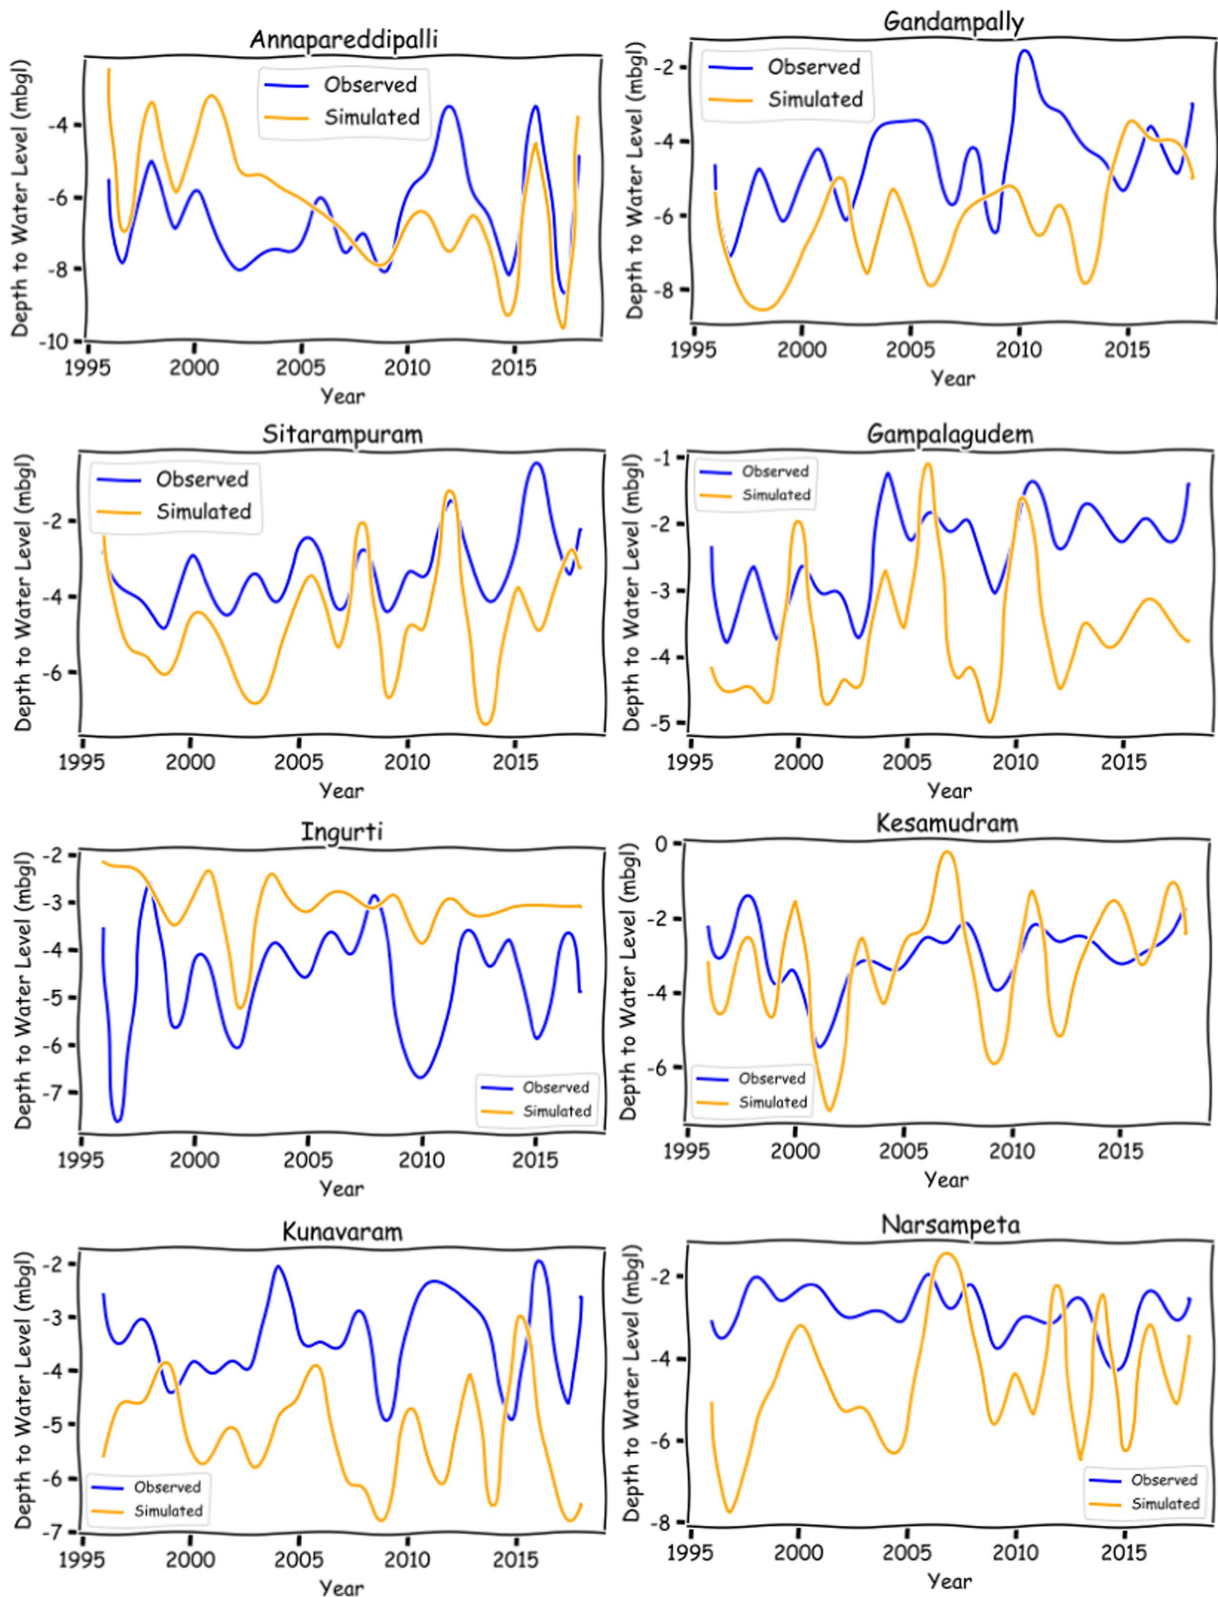 Annapareddipalli
Depth to Water Level (mbgl)
Observed
Simulated
-4
-6
-8
-10
1995 2000 2005 2010 2015
Year
Gandampally
Depth to Water Level (mbgl)
Observed
Simulated
-2
-4
-6
-8
1995 2000 2005 2010 2015
Year
Sitarampuram
Depth to Water Level (mbgl)
Observed
Simulated
-2
-4
-6
1995 2000 2005 2010 2015
Year
Gampalagudem
Depth to Water Level (mbgl)
Observed
Simulated
-1
-2
-3
-4
-5
1995 2000 2005 2010 2015
Year
Ingurti
Depth to Water Level (mbgl)
-2
-3
-4
-5
-6
-7
Observed
Simulated
1995 2000 2005 2010 2015
Year
Kesamudram
Depth to Water Level (mbgl)
0
-2
-4
-6
Observed
Simulated
1995 2000 2005 2010 2015
Year
Kunavaram
Depth to Water Level (mbgl)
-2
-3
-4
-5
-6
-7
Observed
Simulated
1995 2000 2005 2010 2015
Year
Narsampeta
Depth to Water Level (mbgl)
-2
-4
-6
-8
Observed
Simulated
1995 2000 2005 2010 2015
Year